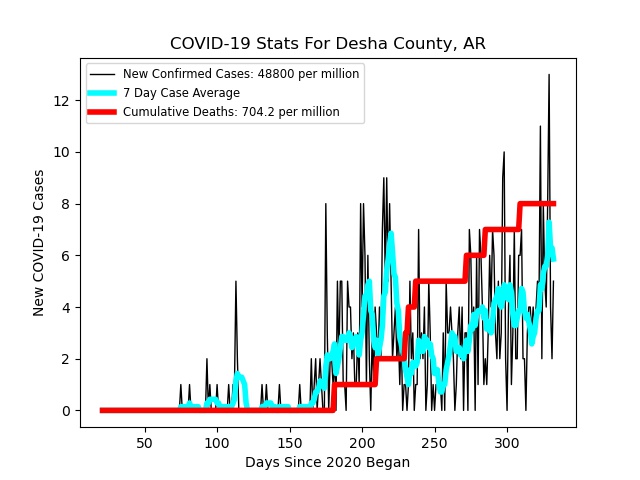 COVID-19 Stats For Desha County, AR
New Confirmed Cases: 48800 per million
7 Day Case Average
Cumulative Deaths: 704.2 per million
New COVID-19 Cases
12
10
8
6
4
2
0
50 100 150 200 250 300
Days Since 2020 Began